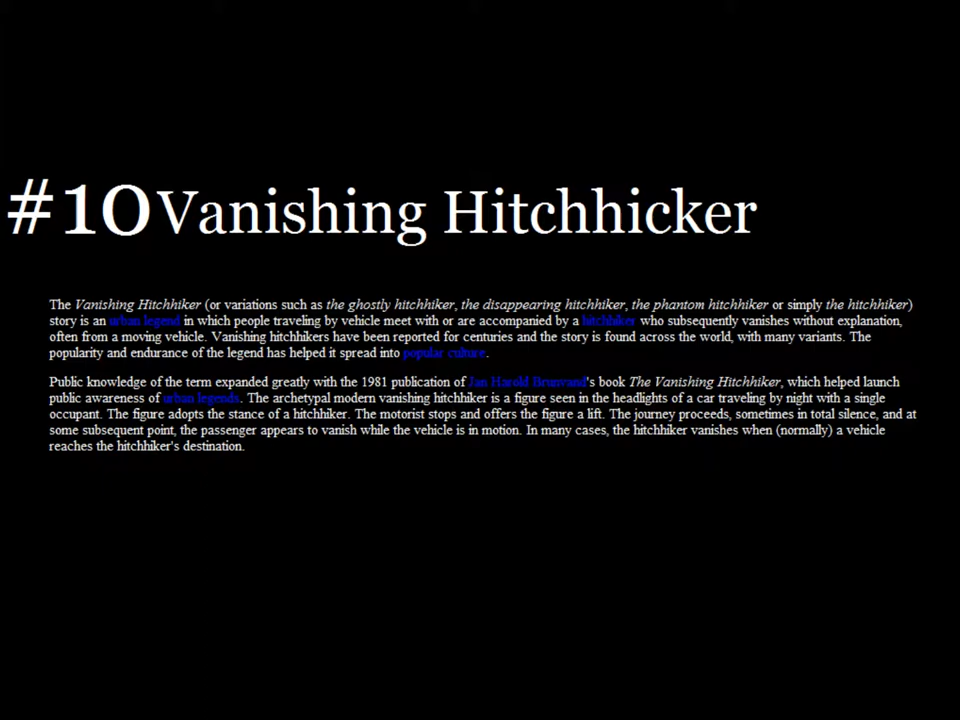 #10 Vanishing Hitchhicker
The Vanishing Hitchhiker (or variations such as the ghostly hitchhiker, the disappearing hitchhiker, the phantom hitchhiker or simply the hitchhiker)
story is an urban legend in which people traveling by vehicle meet with or are accompanied by a hitchhiker who subsequently vanishes without explanation,
often from a moving vehicle. Vanishing hitchhikers have been reported for centuries and the story is found across the world, with many variants. The
popularity and endurance of the legend has helped it spread into popular culture.
Public knowledge of the term expanded greatly with the 1981 publication of Jan Harold Brunvand's book The Vanishing Hitchhiker, which helped launch
public awareness of urban legends. The archetypal modern vanishing hitchhiker is a figure seen in the headlights of a car traveling by night with a single
occupant. The figure adopts the stance of a hitchhiker. The motorist stops and offers the figure a lift. The journey proceeds, sometimes in total silence, and at
some subsequent point, the passenger appears to vanish while the vehicle is in motion. In many cases, the hitchhiker vanishes when (normally) a vehicle
reaches the hitchhiker's destination.